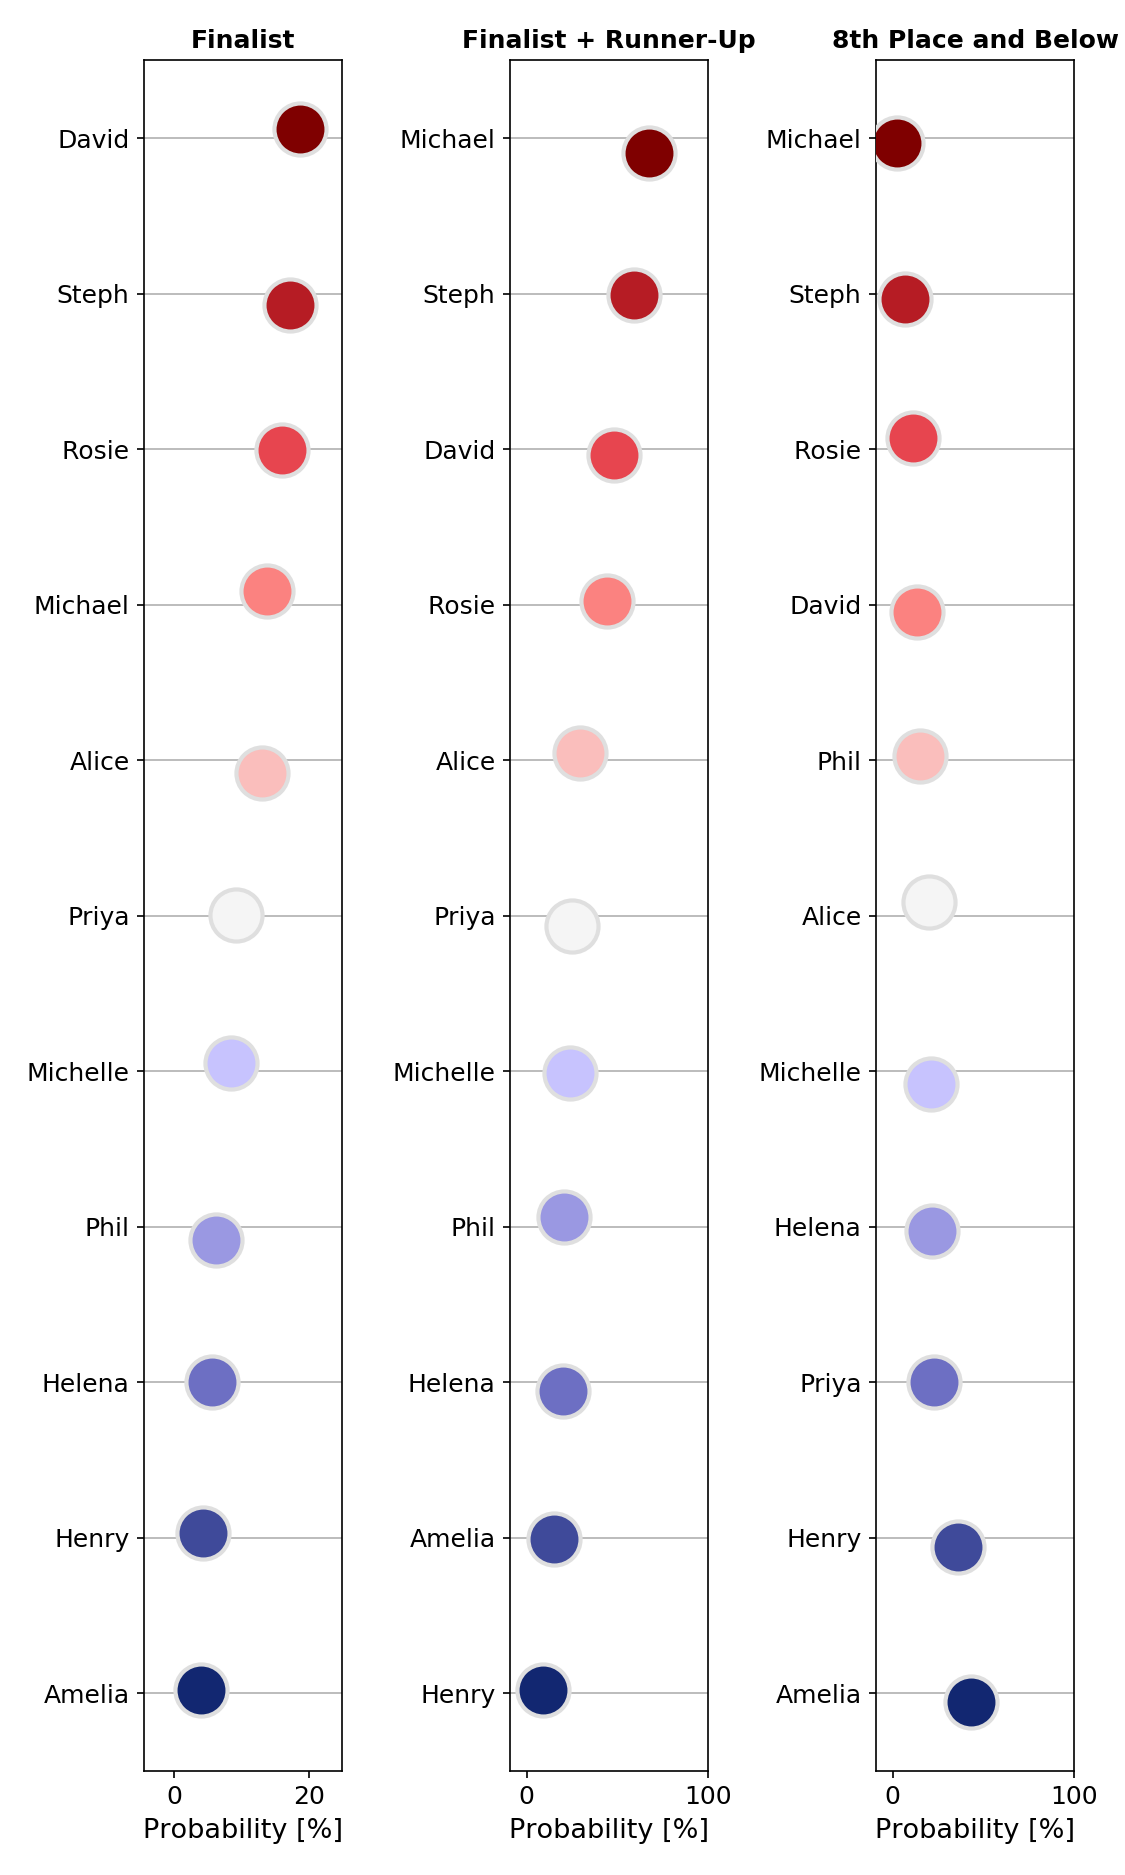 Finalist
David
Steph
Rosie
Michael
Alice
Priya
Michelle
Phil
Helena
Henry
Amelia
0 20
Probability [%]
Finalist + Runner-Up
Michael
Steph
David
Rosie
Alice
Priya
Michelle
Phil
Helena
Amelia
Henry
0 100
Probability [%]
8th Place and Below
Michael
Steph
Rosie
David
Phil
Alice
Michelle
Helena
Priya
Henry
Amelia
0 100
Probability [%]